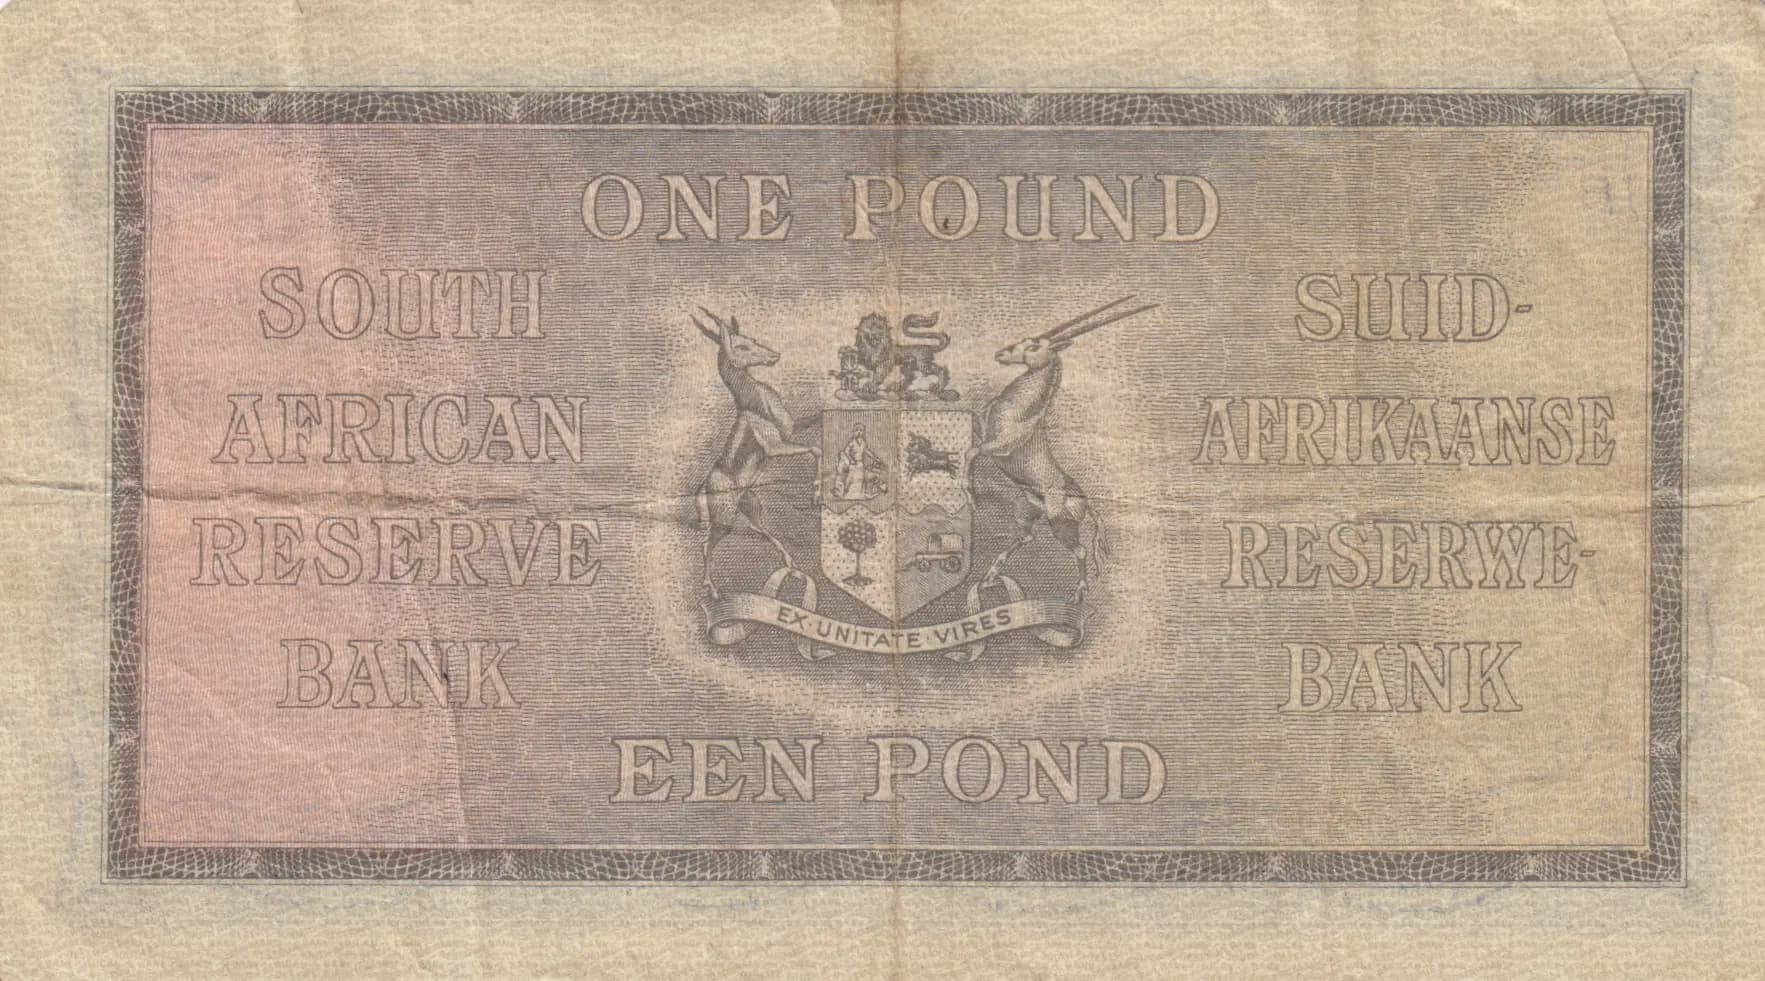 ONE POUND
SOUTH
AFRICAN
RESERVE
BANK
SUID-
AFRIKAANSE
RESERWE-
BANK
EX·UNITATE·VIRES
EEN POND